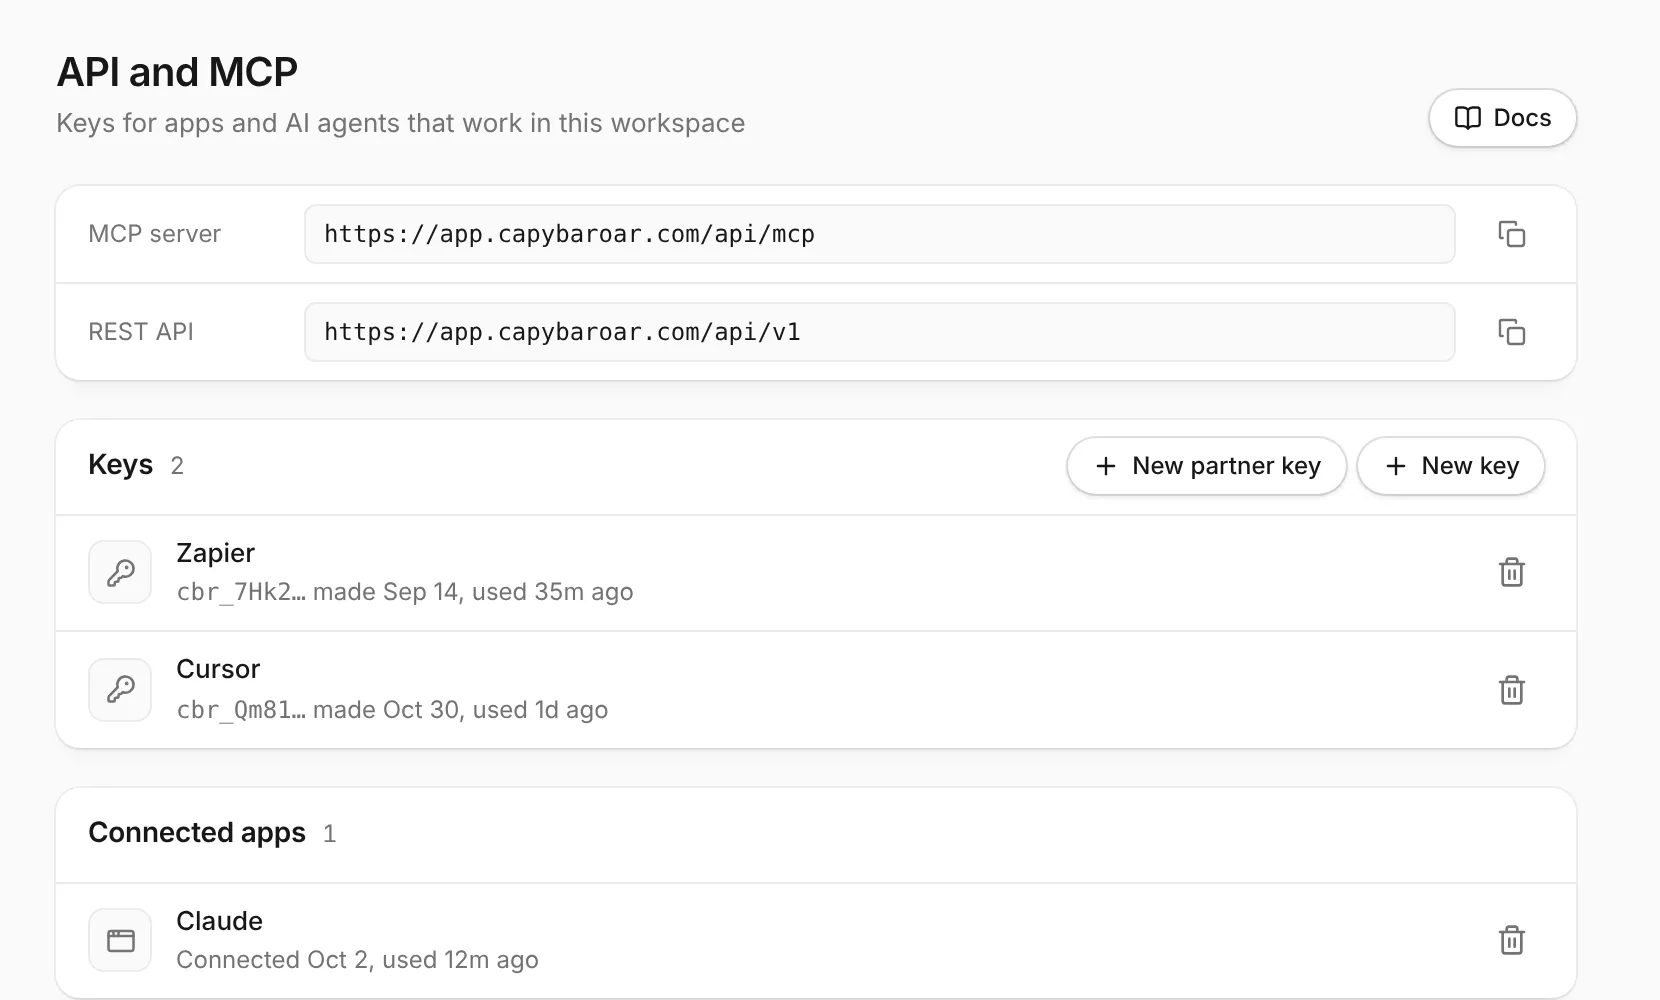 API and MCP
Keys for apps and AI agents that work in this workspace
Docs
MCP server
https://app.capybaroar.com/api/mcp
REST API
https://app.capybaroar.com/api/v1
Keys 2
New partner key
New key
Zapier
cbr_7Hk2… made Sep 14, used 35m ago
Cursor
cbr_Qm81… made Oct 30, used 1d ago
Connected apps 1
Claude
Connected Oct 2, used 12m ago